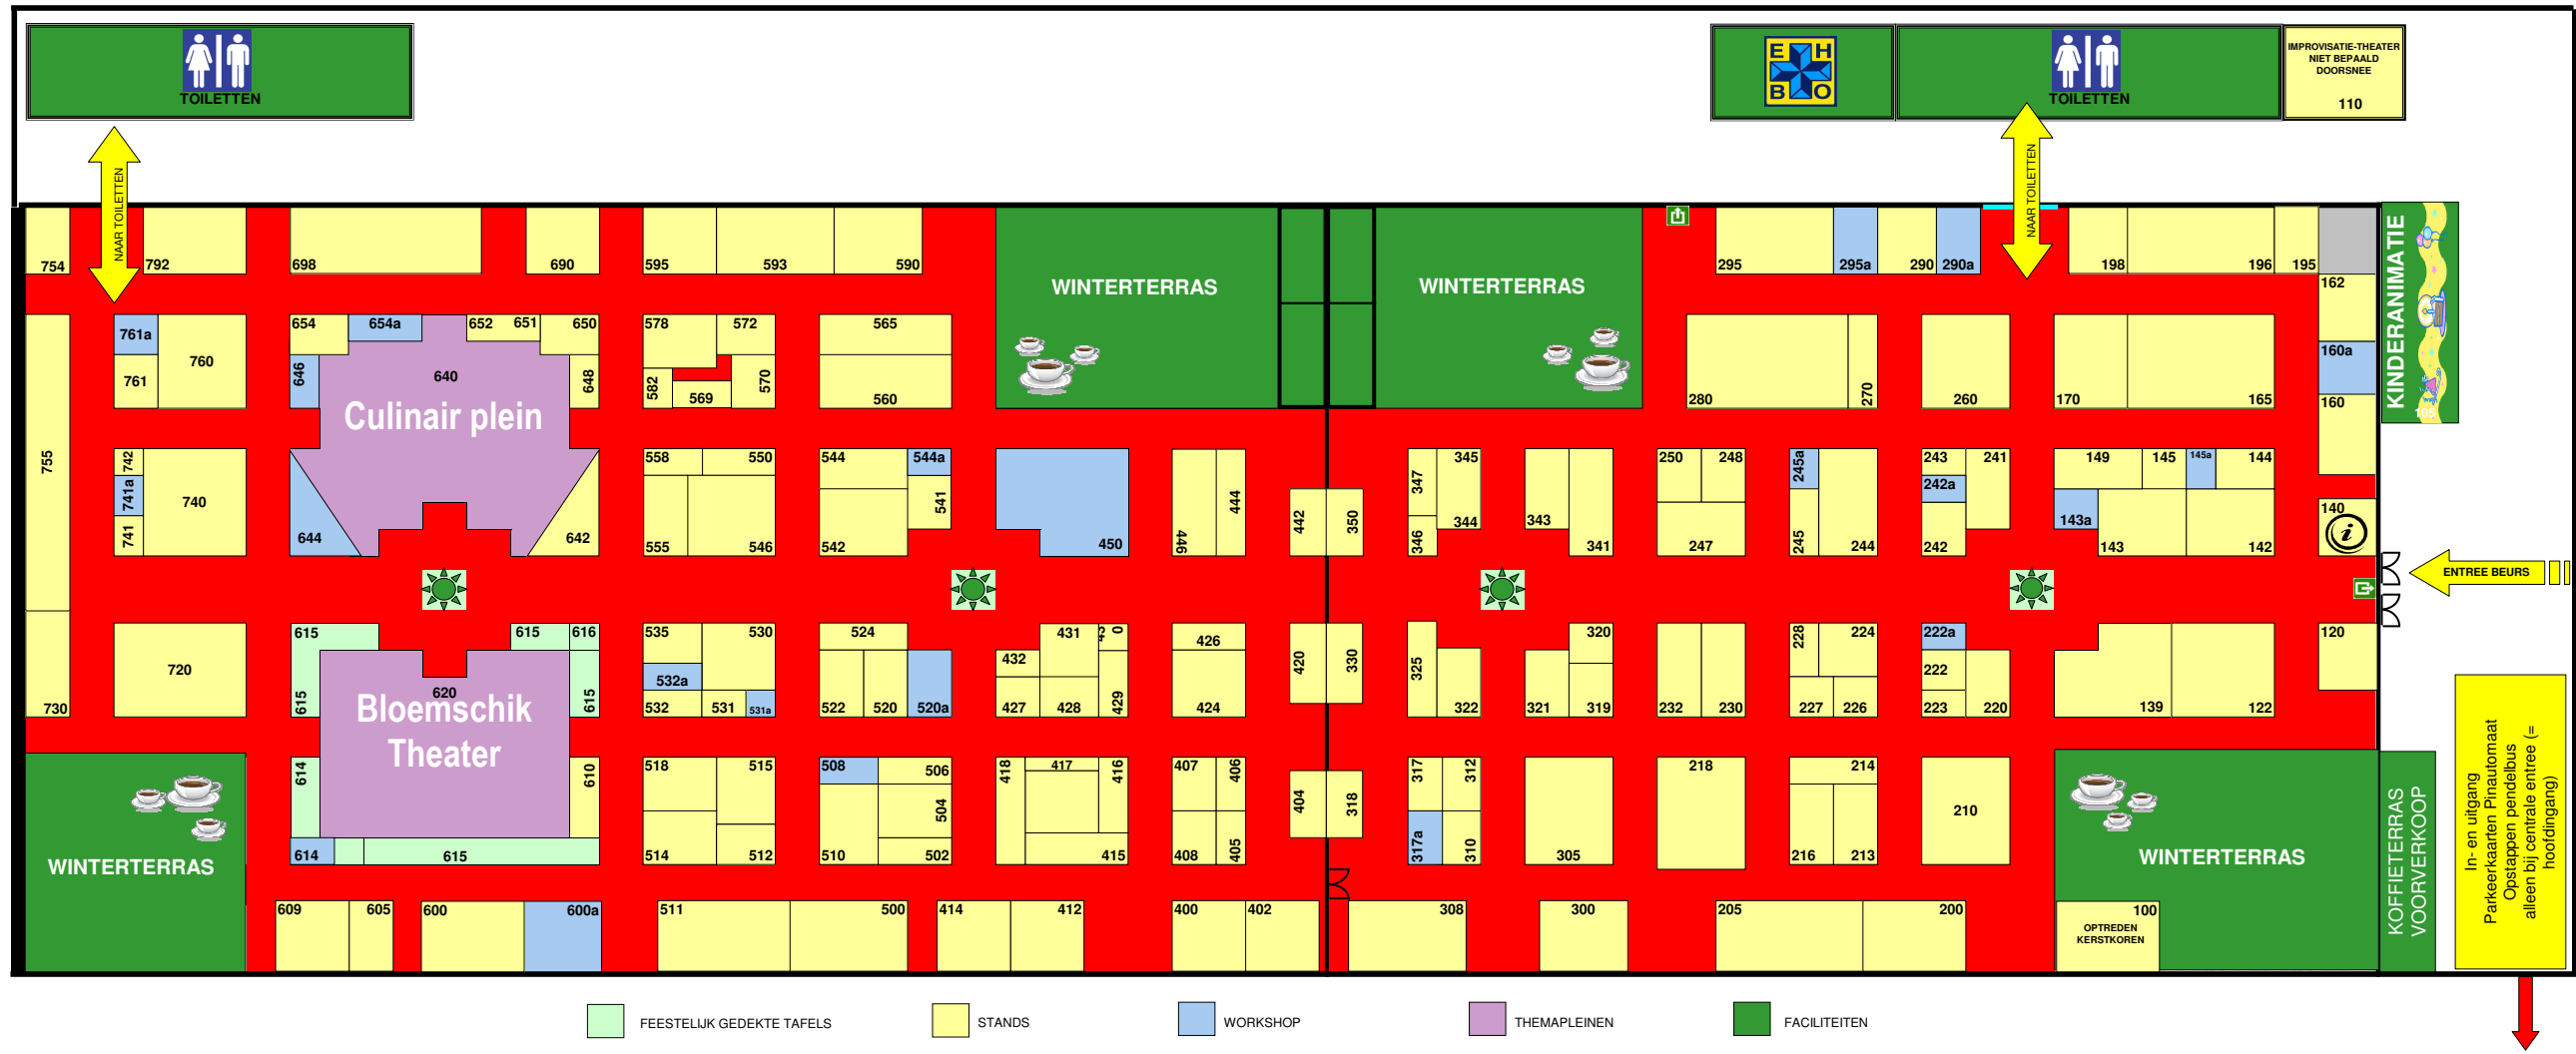 TOILETTEN
E H
B O
TOILETTEN
IMPROVISATIE-THEATER
NIET BEPAALD
DOORSNEE
110
NAAR TOILETTEN
NAAR TOILETTEN
754 792 698 690 595 593 590
WINTERTERRAS
WINTERTERRAS
295 295a 290 290a 198 196 195
162
KINDERANIMATIE
105
761a 760 761
654 654a 652 651 650
646 640 648
Culinair plein
578 572 582 569 570
565
560
280 270 260 170 165
160a
160
755
742 741a 741 740
644 642
558 550 555 546
544 544a 541 542
450
446 444
442 350
347 345 346 344
343 341
250 248 247
245a 245 244
243 241 242a 242
149 145 145a 144
143a 143 142
140
i
ENTREE BEURS
730 720
615 615 616
615 620 615
Bloemschik
Theater
535 530 532a 532 531 531a
524 522 520 520a
431 430 432 427 428 429
426
424
420 330
325 322
320 321 319
232 230
228 224 227 226
222a 222 223 220
139 122
120
WINTERTERRAS
614 610
614 615
518 515 514 512
508 506 504 510 502
418 417 416 415
407 406 408 405
404 318
317 312 317a 310
305
218
214 216 213
210
WINTERTERRAS
KOFFIETERRAS
VOORVERKOOP
In- en uitgang
Parkeerkaarten Pinautomaat
Opstappen pendelbus
alleen bij centrale entree (=
hoofdingang)
609 605 600 600a 511 500 414 412 400 402 308 300 205 200
100
OPTREDEN
KERSTKOREN
FEESTELIJK GEDEKTE TAFELS
STANDS
WORKSHOP
THEMAPLEINEN
FACILITEITEN